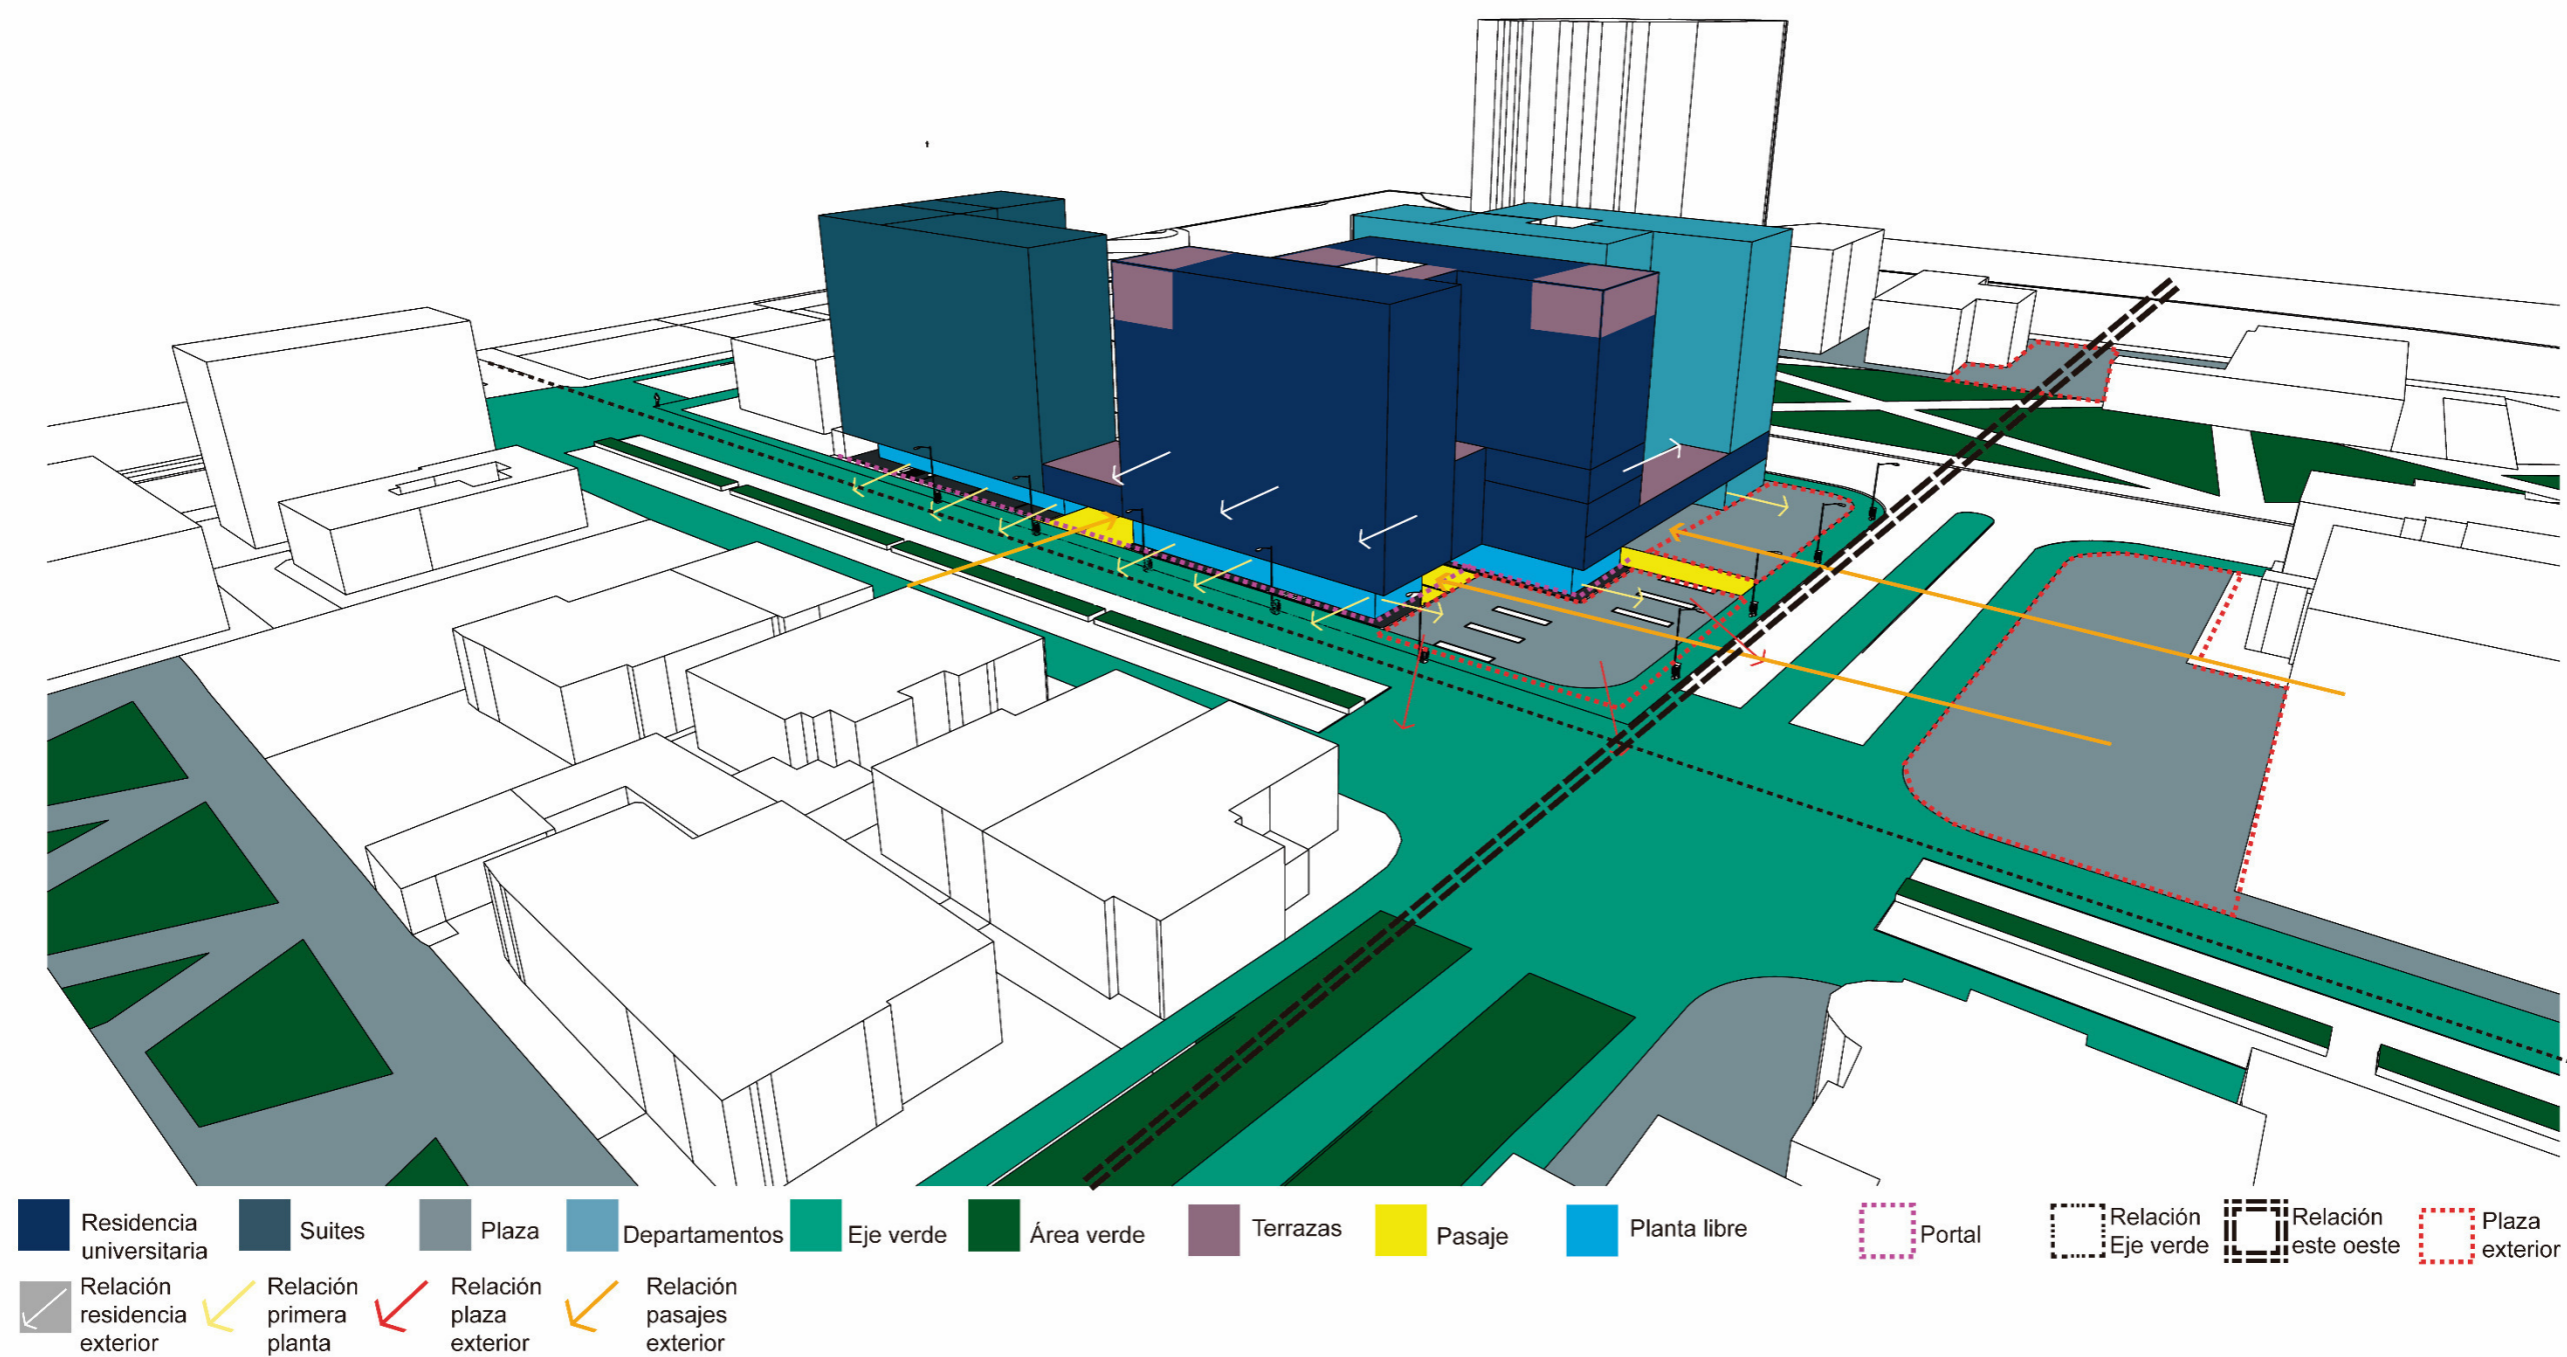 Residencia
universitaria
Suites
Plaza
Departamentos
Eje verde
Área verde
Terrazas
Pasaje
Planta libre
Portal
Relación
Eje verde
Relación
este oeste
Plaza
exterior
Relación
residencia
exterior
Relación
primera
planta
Relación
plaza
exterior
Relación
pasajes
exterior